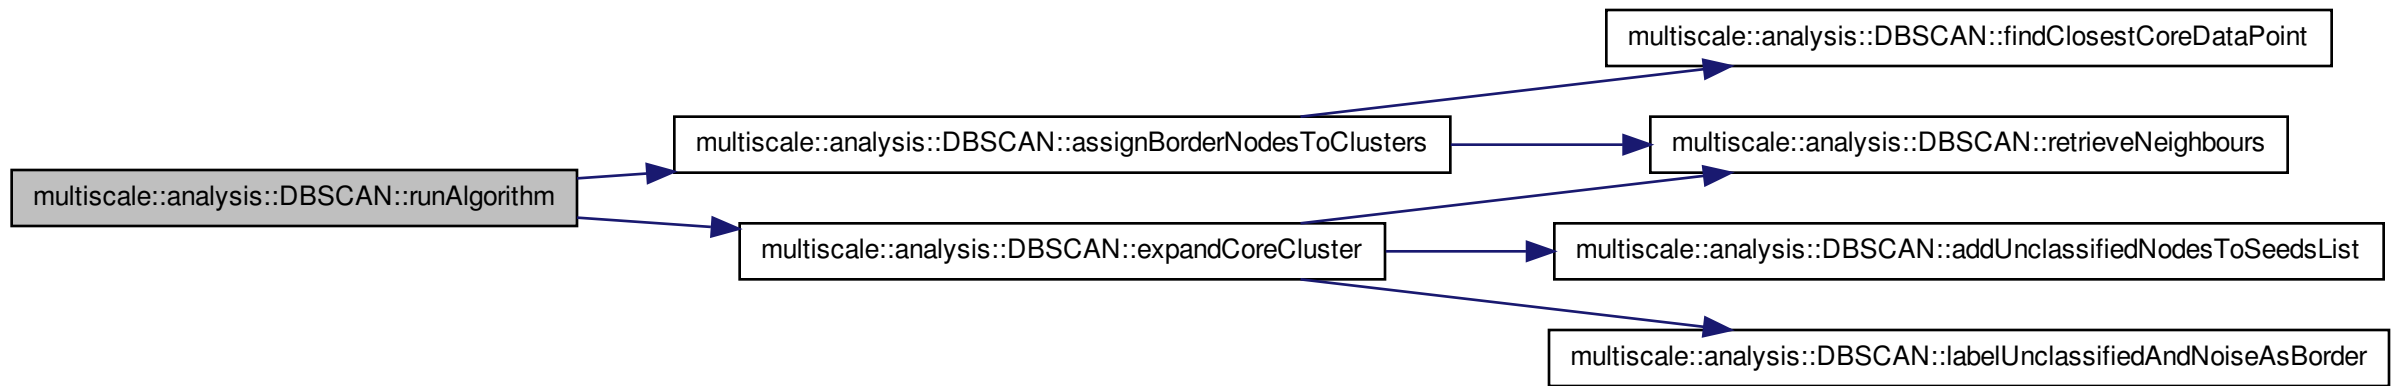 multiscale::analysis::DBSCAN::findClosestCoreDataPoint
multiscale::analysis::DBSCAN::assignBorderNodesToClusters
multiscale::analysis::DBSCAN::retrieveNeighbours
multiscale::analysis::DBSCAN::runAlgorithm
multiscale::analysis::DBSCAN::expandCoreCluster
multiscale::analysis::DBSCAN::addUnclassifiedNodesToSeedsList
multiscale::analysis::DBSCAN::labelUnclassifiedAndNoiseAsBorder